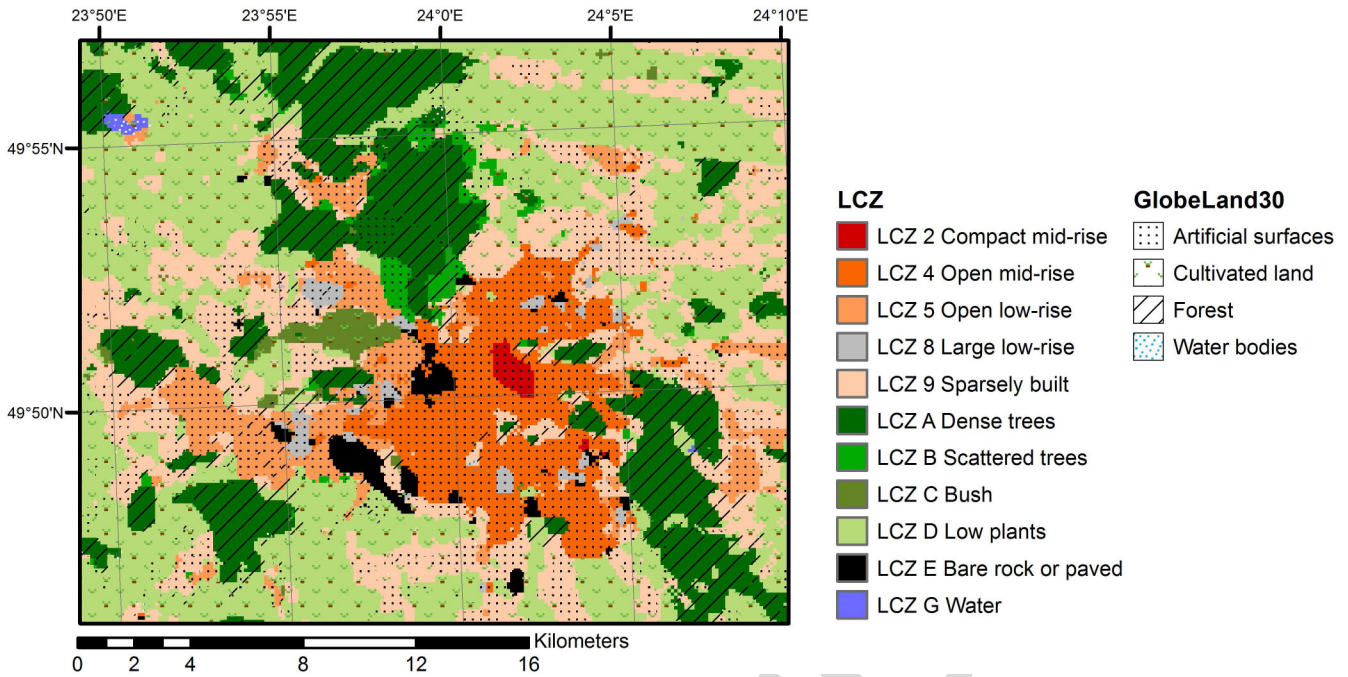 23°50'E 23°55'E 24°0'E 24°5'E 24°10'E
49°55'N
49°50'N
LCZ
LCZ 2 Compact mid-rise
LCZ 4 Open mid-rise
LCZ 5 Open low-rise
LCZ 8 Large low-rise
LCZ 9 Sparsely built
LCZ A Dense trees
LCZ B Scattered trees
LCZ C Bush
LCZ D Low plants
LCZ E Bare rock or paved
LCZ G Water
GlobeLand30
Artificial surfaces
Cultivated land
Forest
Water bodies
Kilometers
0 2 4 8 12 16